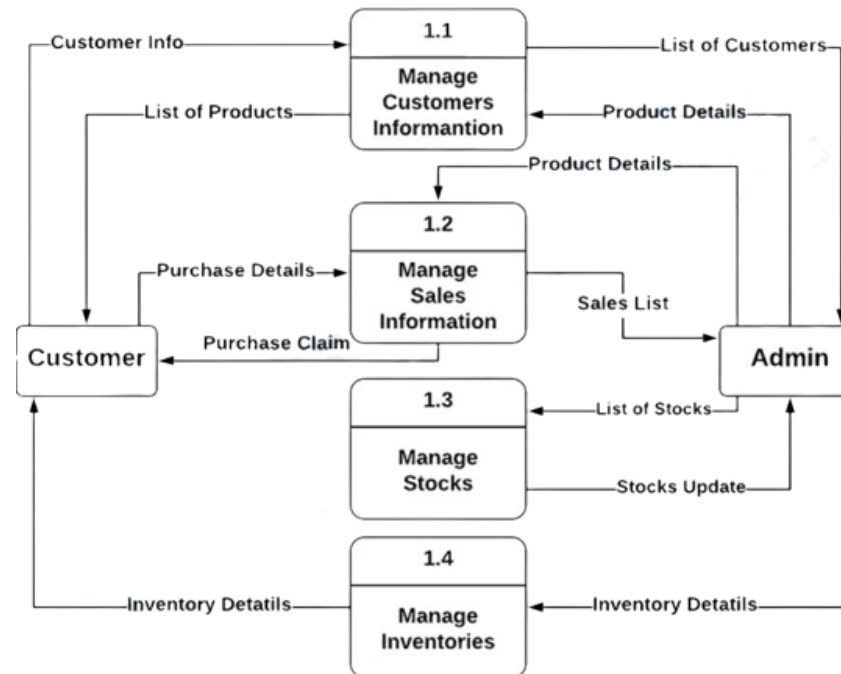 1.1
Customer Info
List of Customers
Manage
Customers
Informantion
List of Products
Product Details
Product Details
1.2
Purchase Details
Manage
Sales
Information
Sales List
Purchase Claim
Customer
Admin
1.3
List of Stocks
Manage
Stocks
Stocks Update
1.4
Inventory Detatils
Inventory Detatils
Manage
Inventories